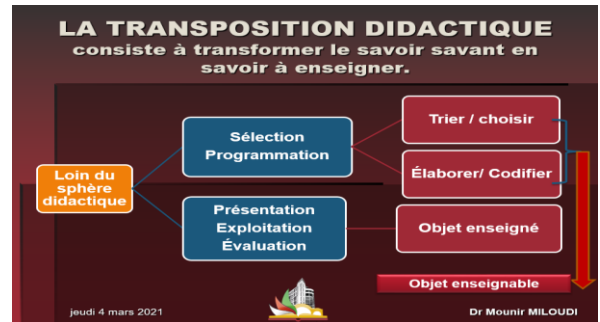 LA TRANSPOSITION DIDACTIQUE
consiste à transformer le savoir savant en
savoir à enseigner.
Loin du
sphère
didactique
Sélection
Programmation
Présentation
Exploitation
Évaluation
Trier / choisir
Élaborer/ Codifier
Objet enseigné
Objet enseignable
jeudi 4 mars 2021
Dr Mounir MILOUDI